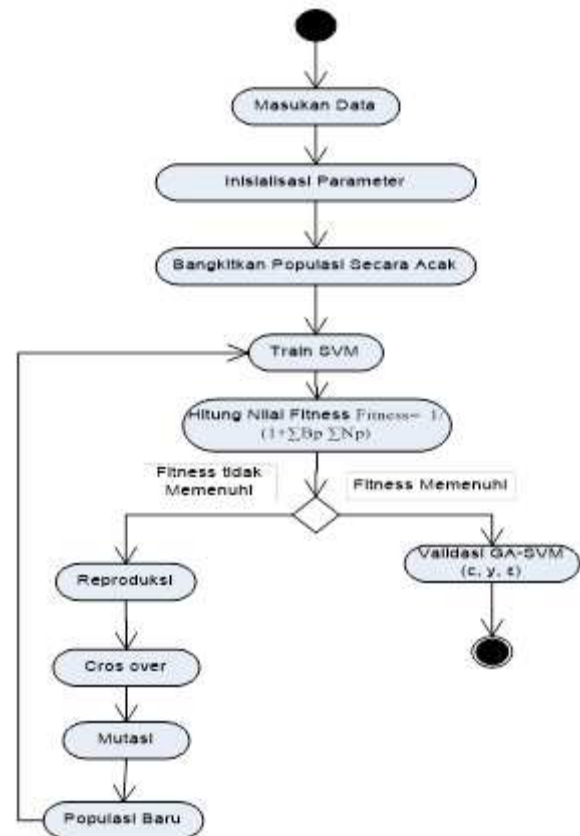 Masukan Data
Inisialisasi Parameter
Bangkitkan Populasi Secara Acak
Train SVM
Hitung Nilai Fitness Fitness= 1/
(1+∑Bp ∑Np)
Fitness tidak
Memenuhi
Fitness Memenuhi
Validasi GA-SVM
(c, y, ε)
Reproduksi
Cros over
Mutasi
Populasi Baru